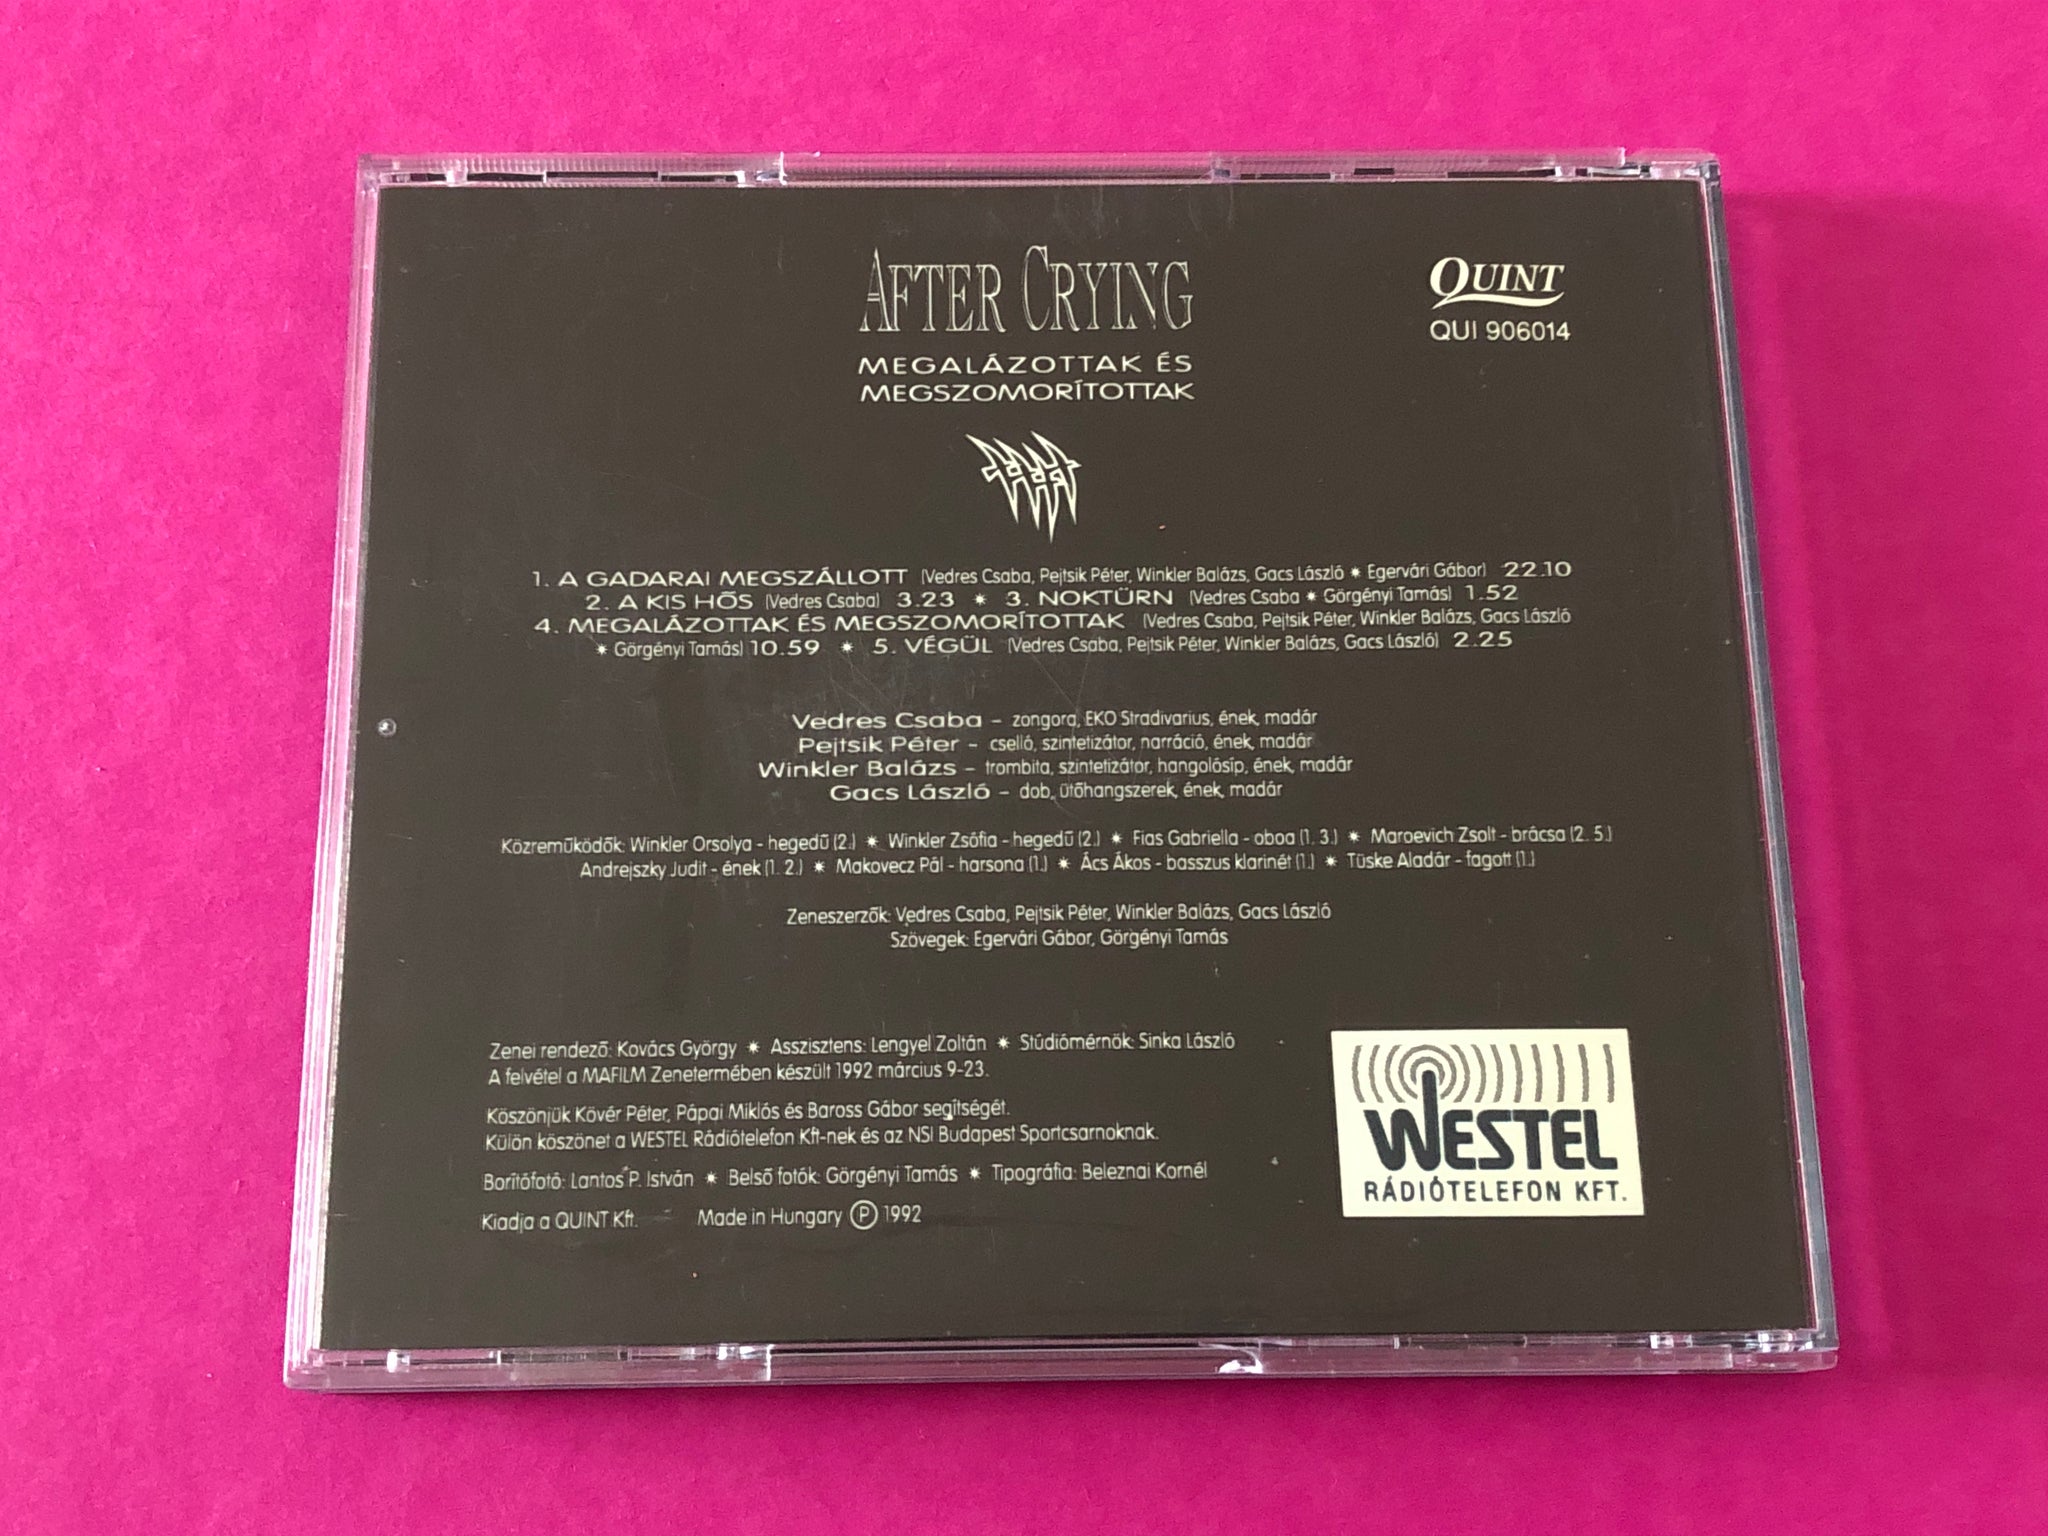 AFTER CRYING
QUINT
QUI 906014
MEGALÁZOTTAK ÉS
MEGSZOMORÍTOTTAK
1. A GADARAI MEGSZÁLLOTT (Vedres Csaba, Pejtsik Péter, Winkler Balázs, Gacs László ✷ Egervári Gábor) 22.10
2. A KIS HŐS (Vedres Csaba) 3.23 ✷ 3. NOKTÜRN (Vedres Csaba ✷ Görgényi Tamás) 1.52
4. MEGALÁZOTTAK ÉS MEGSZOMORÍTOTTAK (Vedres Csaba, Pejtsik Péter, Winkler Balázs, Gacs László
✷ Görgényi Tamás) 10.59 ✷ 5. VÉGÜL (Vedres Csaba, Pejtsik Péter, Winkler Balázs, Gacs László) 2.25
Vedres Csaba – zongora, EKO Stradivarius, ének, madár
Pejtsik Péter – cselló, szintetizátor, narráció, ének, madár
Winkler Balázs – trombita, szintetizátor, hangolósíp, ének, madár
Gacs László – dob, ütőhangszerek, ének, madár
Közreműködők: Winkler Orsolya - hegedű (2.) ✷ Winkler Zsófia - hegedű (2.) ✷ Fias Gabriella - oboa (1. 3.) ✷ Maroevich Zsolt - brácsa (2. 5.)
Andrejszky Judit - ének (1. 2.) ✷ Makovecz Pál - harsona (1.) ✷ Ács Ákos - basszus klarinét (1.) ✷ Tüske Aladár - fagott (1.)
Zeneszerzők: Vedres Csaba, Pejtsik Péter, Winkler Balázs, Gacs László
Szövegek: Egervári Gábor, Görgényi Tamás
Zenei rendező: Kovács György ✷ Asszisztens: Lengyel Zoltán ✷ Stúdiómérnök: Sinka László
A felvétel a MAFILM Zenetermében készült 1992 március 9-23.
Köszönjük Kövér Péter, Pápai Miklós és Baross Gábor segítségét.
Külön köszönet a WESTEL Rádiótelefon Kft-nek és az NSI Budapest Sportcsarnoknak.
Borítófotó: Lantos P. István ✷ Belső fotók: Görgényi Tamás ✷ Tipográfia: Beleznai Kornél
Kiadja a QUINT Kft. Made in Hungary Ⓟ 1992
WESTEL
RÁDIÓTELEFON KFT.